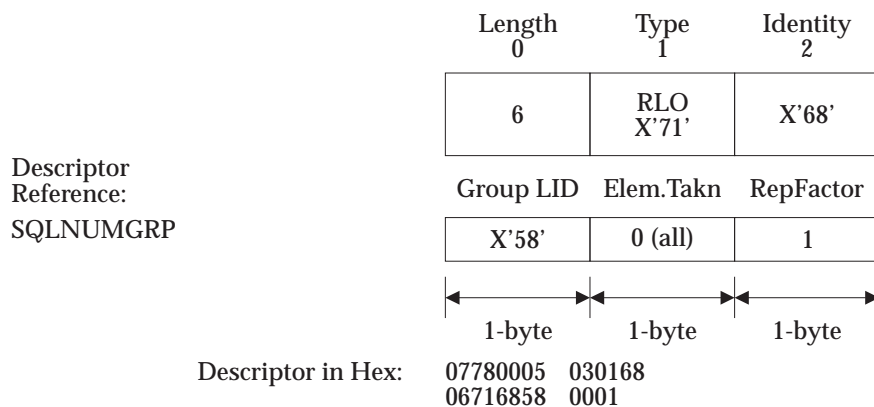 Length Type Identity
0 1 2
6 RLO X'71' X'68'
Descriptor
Reference:
Group LID Elem.Takn RepFactor
SQLNUMGRP
X'58' 0 (all) 1
1-byte 1-byte 1-byte
Descriptor in Hex: 07780005 030168
06716858 0001